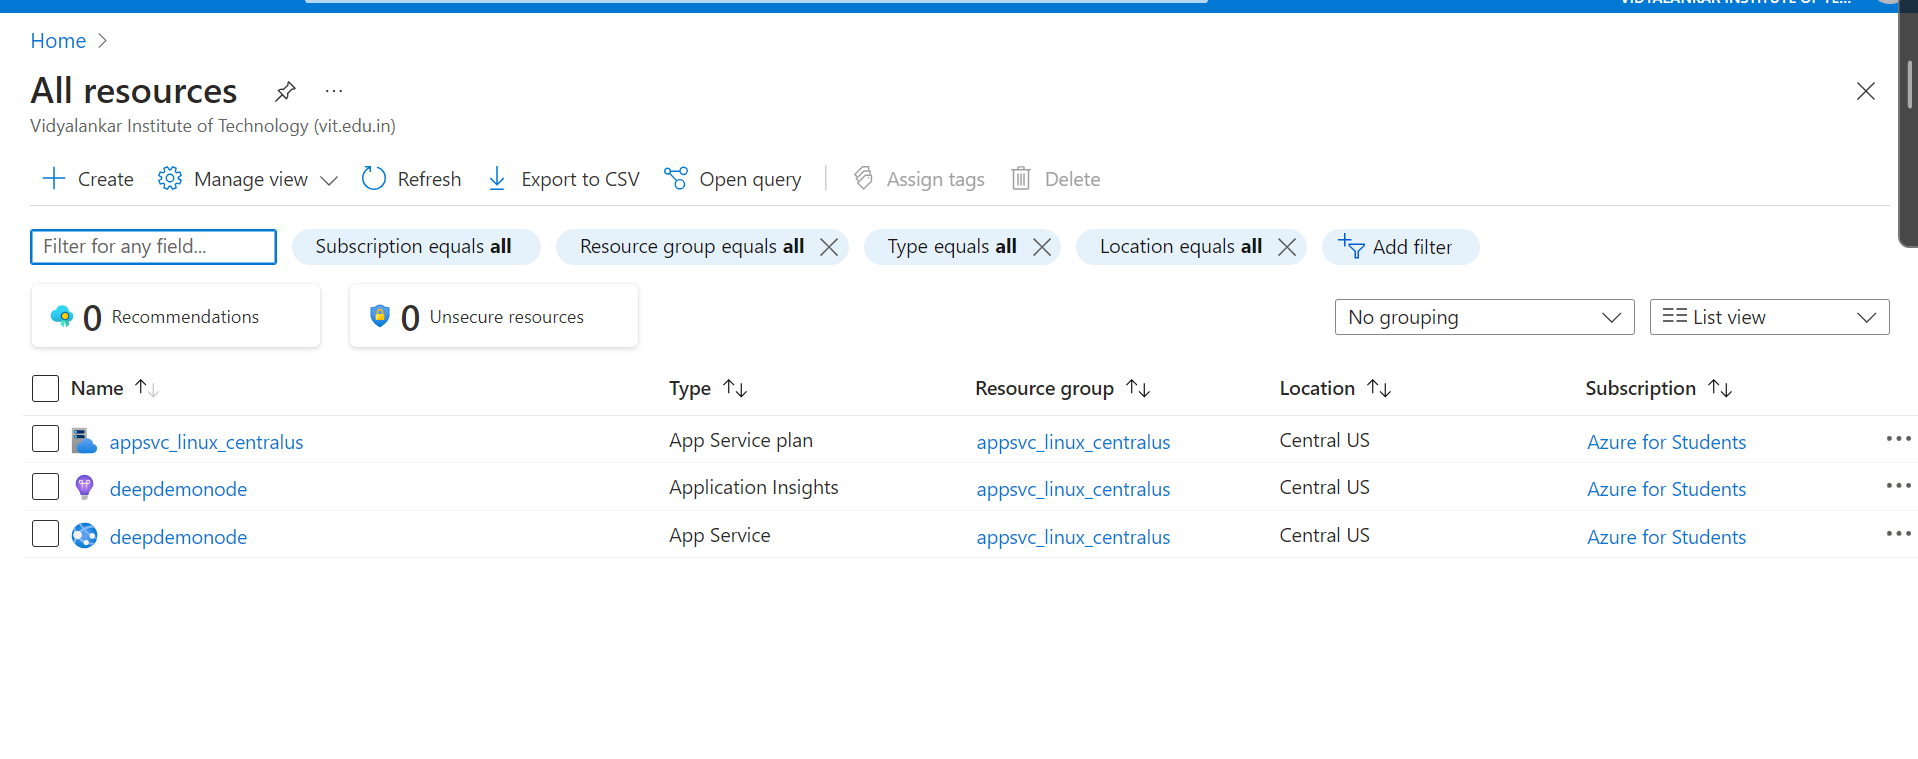 Home
All resources
Vidyalankar Institute of Technology (vit.edu.in)
Create Manage view Refresh Export to CSV Open query Assign tags Delete
Filter for any field... Subscription equals all Resource group equals all Type equals all Location equals all Add filter
0 Recommendations 0 Unsecure resources No grouping List view
Name Type Resource group Location Subscription
appsvc_linux_centralus App Service plan appsvc_linux_centralus Central US Azure for Students
deepdemonode Application Insights appsvc_linux_centralus Central US Azure for Students
deepdemonode App Service appsvc_linux_centralus Central US Azure for Students